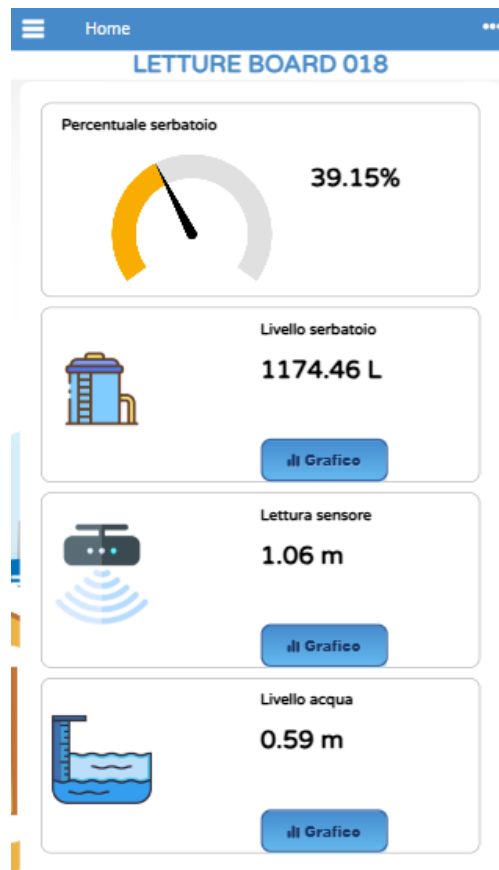 Home
LETTURE BOARD 018
Percentuale serbatoio
39.15%
Livello serbatoio
1174.46 L
Grafico
Lettura sensore
1.06 m
Grafico
Livello acqua
0.59 m
Grafico